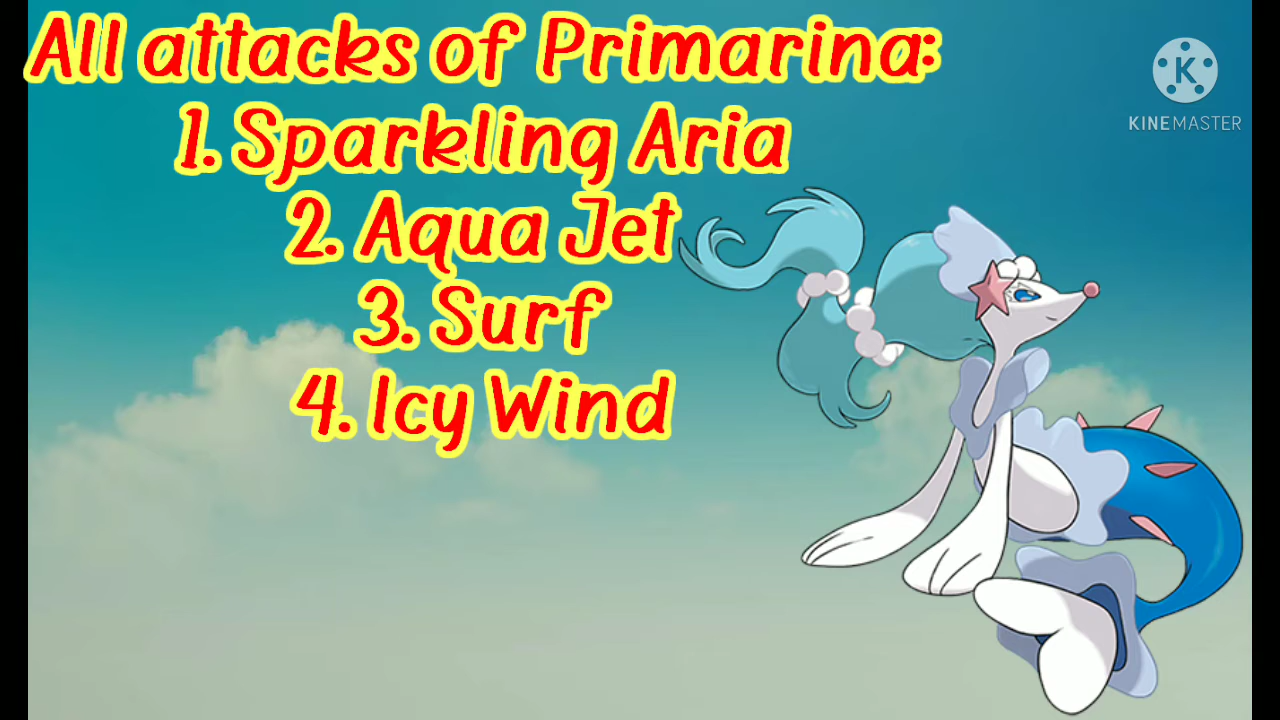 All attacks of Primarina:
1. Sparkling Aria
2. Aqua Jet
3. Surf
4. Icy Wind
K
KINEMASTER